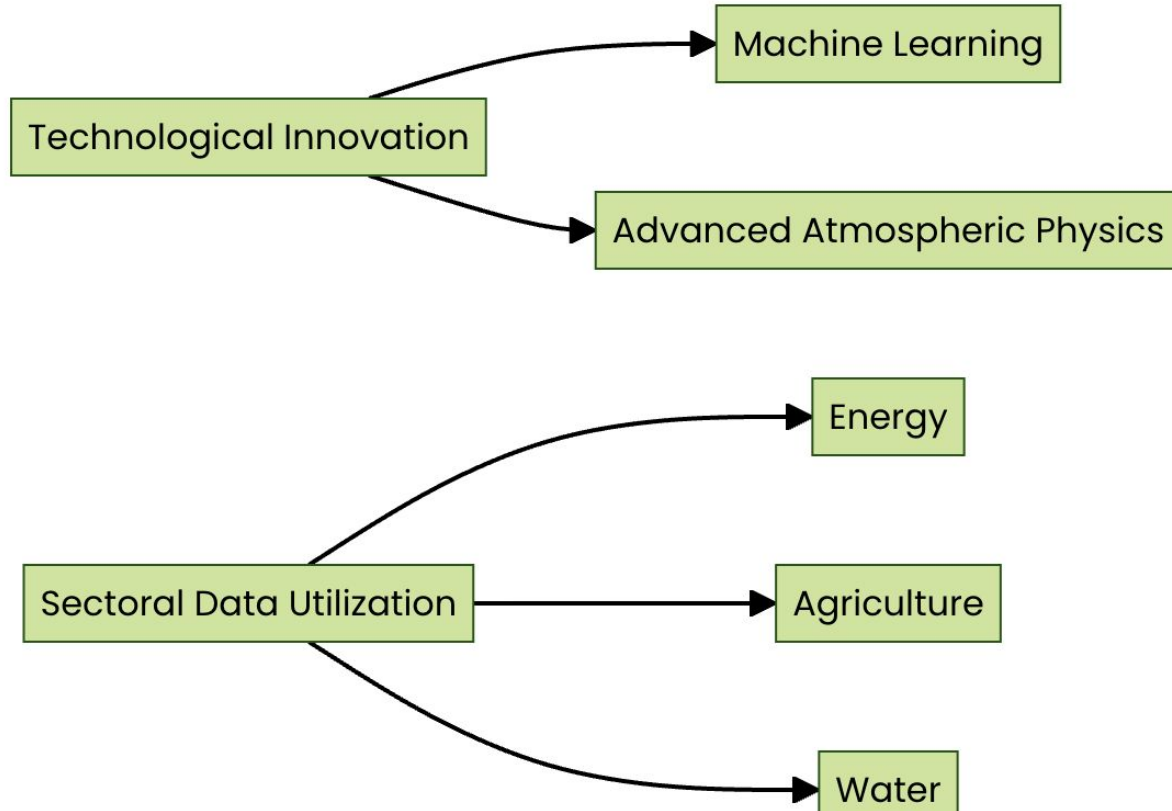 Machine Learning
Technological Innovation
Advanced Atmospheric Physics
Energy
Sectoral Data Utilization
Agriculture
Water